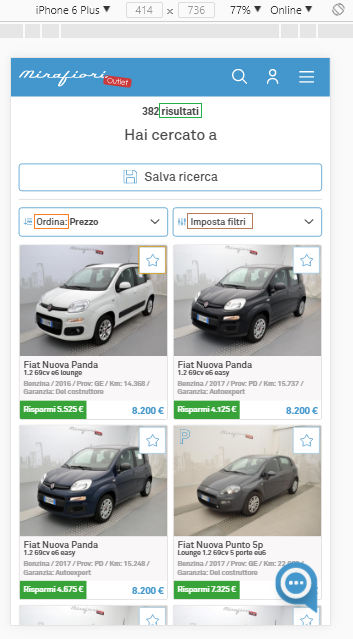 iPhone 6 Plus ▼ 414 x 736 77% ▼ Online ▼
Mirafiori Outlet
382 risultati
Hai cercato a
Salva ricerca
Ordina: Prezzo
Imposta filtri
Fiat Nuova Panda
1.2 69cv e6 lounge
Benzina / 2016 / Prov: GE / Km: 14.368 /
Garanzia: Del costruttore
Risparmi 5.525 € 8.200 €
Fiat Nuova Panda
1.2 69cv e6 easy
Benzina / 2017 / Prov: PD / Km: 15.737 /
Garanzia: Autoexpert
Risparmi 4.125 € 8.200 €
Fiat Nuova Panda
1.2 69cv e6 easy
Benzina / 2017 / Prov: PD / Km: 15.248 /
Garanzia: Autoexpert
Risparmi 4.675 € 8.200 €
P
Fiat Nuova Punto 5p
Lounge 1.2 69cv 5 porte eu6
Benzina / 2017 / Prov: GE / Km:
Garanzia: Del costruttore
Risparmi 7.325 €